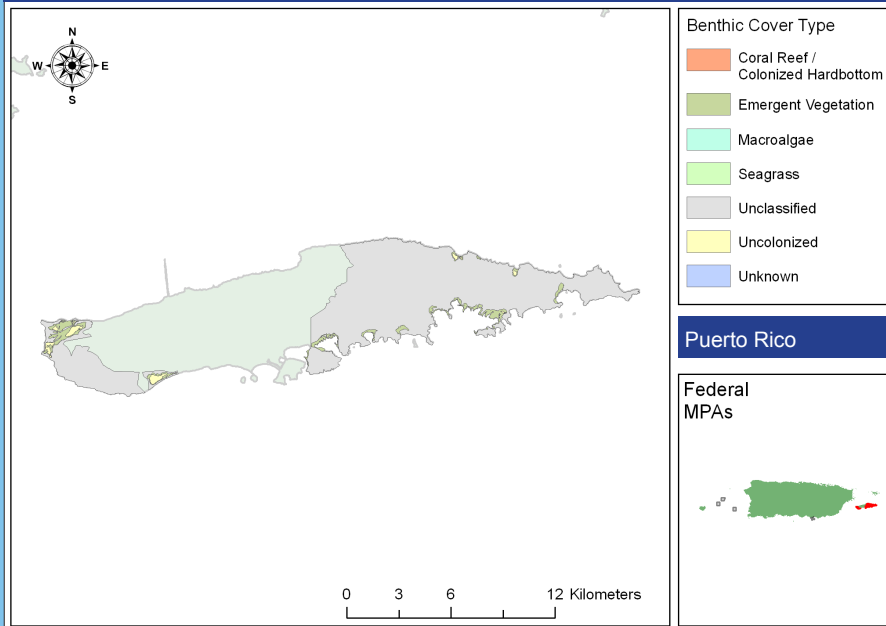 N
W E
S
0 3 6 12 Kilometers
Benthic Cover Type
Coral Reef /
Colonized Hardbottom
Emergent Vegetation
Macroalgae
Seagrass
Unclassified
Uncolonized
Unknown
Puerto Rico
Federal
MPAs